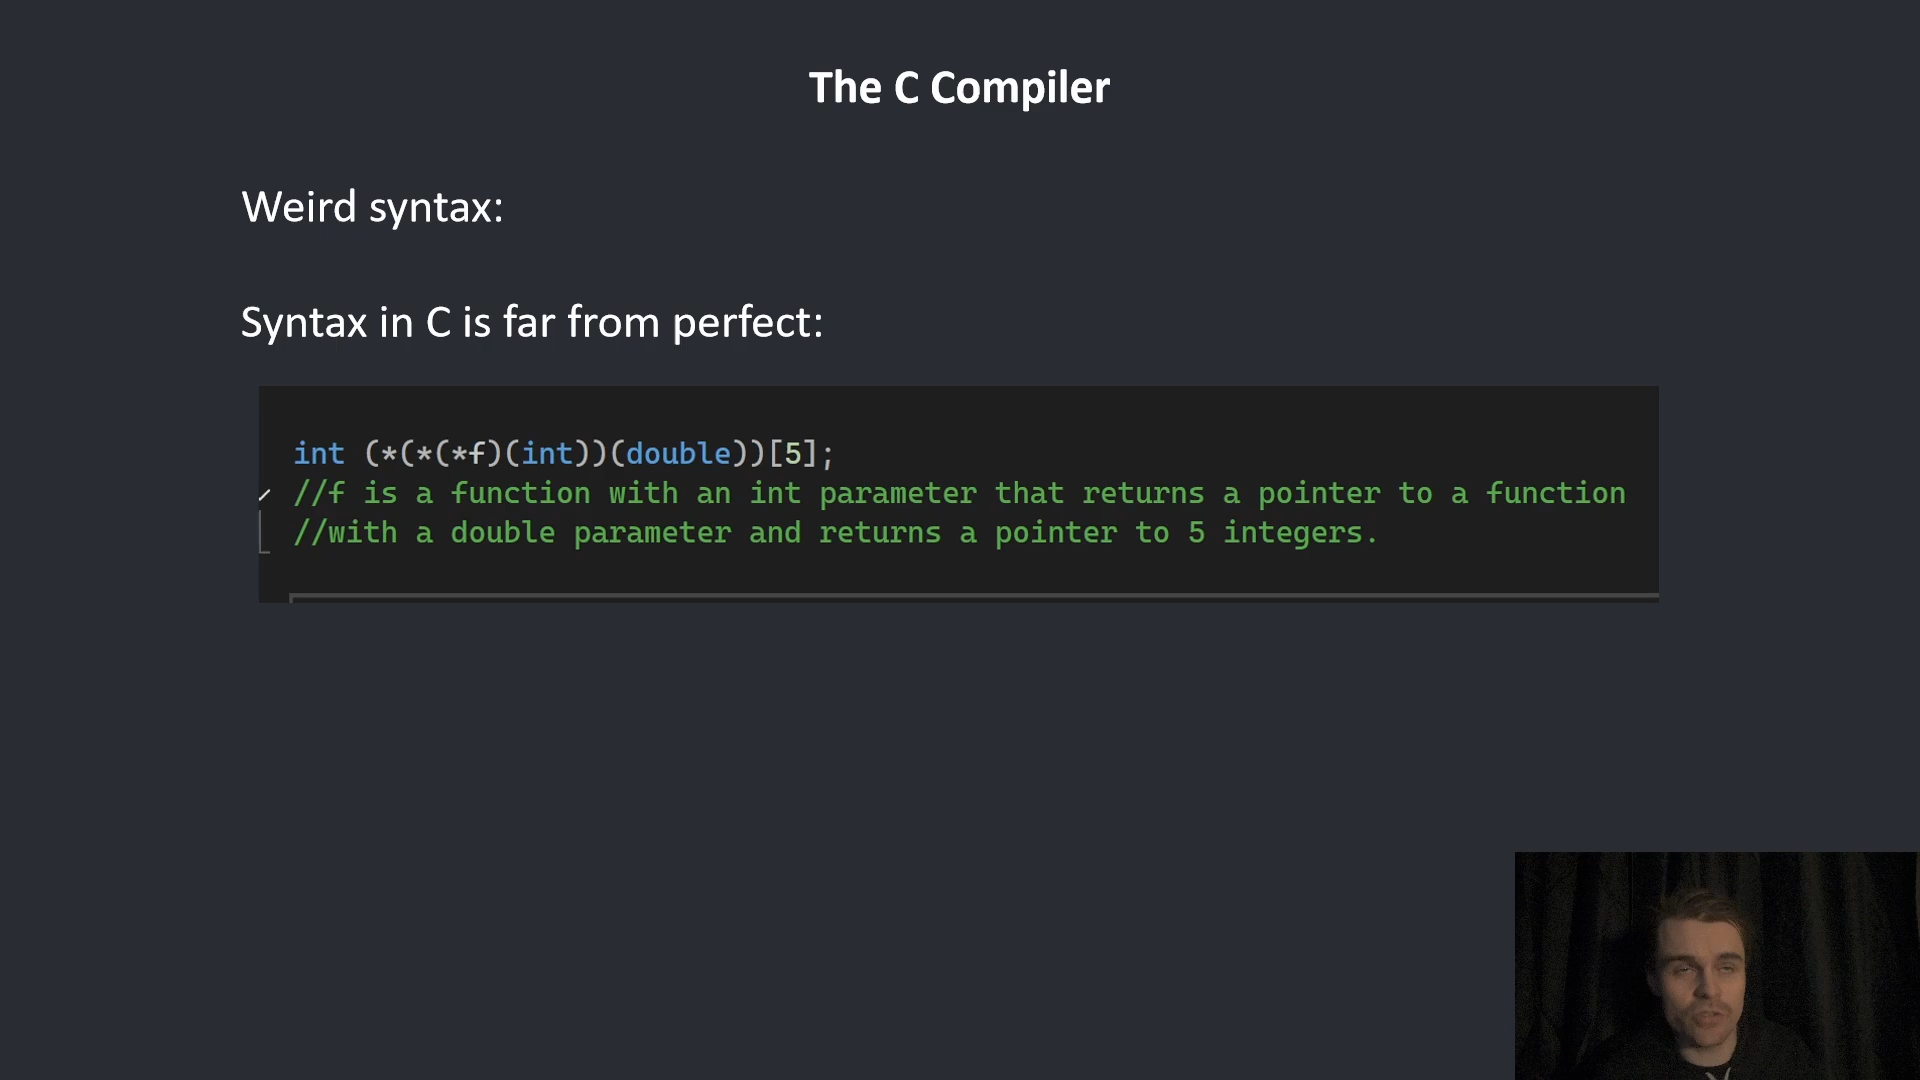 The C Compiler
Weird syntax:
Syntax in C is far from perfect:
int (*(*(*f)(int))(double))[5];
//f is a function with an int parameter that returns a pointer to a function
//with a double parameter and returns a pointer to 5 integers.